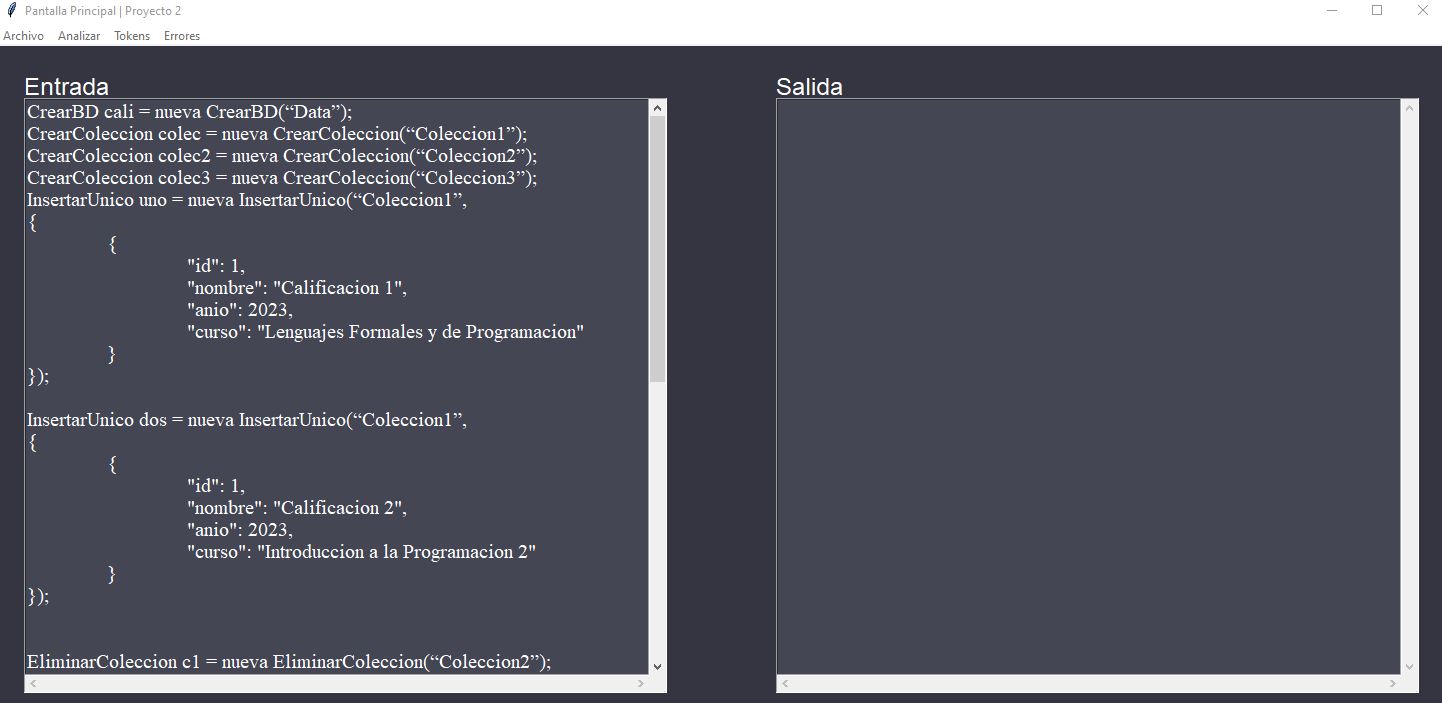 Pantalla Principal | Proyecto 2
Archivo Analizar Tokens Errores
Entrada
CrearBD cali = nueva CrearBD(“Data”);
CrearColeccion colec = nueva CrearColeccion(“Coleccion1”);
CrearColeccion colec2 = nueva CrearColeccion(“Coleccion2”);
CrearColeccion colec3 = nueva CrearColeccion(“Coleccion3”);
InsertarUnico uno = nueva InsertarUnico(“Coleccion1”,
{
{
"id": 1,
"nombre": "Calificacion 1",
"anio": 2023,
"curso": "Lenguajes Formales y de Programacion"
}
});
InsertarUnico dos = nueva InsertarUnico(“Coleccion1”,
{
{
"id": 1,
"nombre": "Calificacion 2",
"anio": 2023,
"curso": "Introduccion a la Programacion 2"
}
});
EliminarColeccion c1 = nueva EliminarColeccion(“Coleccion2”);
Salida